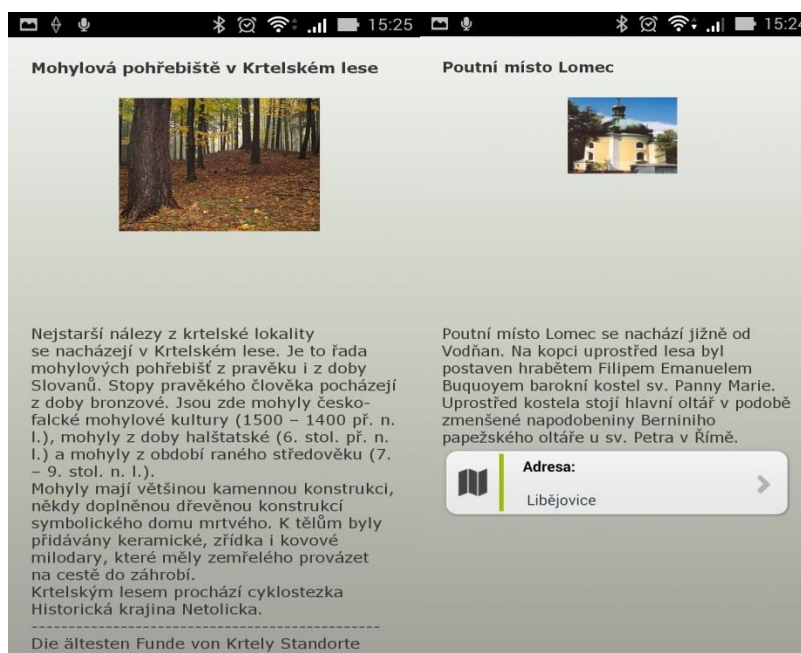 15:25
Mohylová pohřebiště v Krtelském lese
Nejstarší nálezy z krtelské lokality
se nacházejí v Krtelském lese. Je to řada
mohylových pohřebišť z pravěku i z doby
Slovanů. Stopy pravěkého člověka pocházejí
z doby bronzové. Jsou zde mohyly česko-
falcké mohylové kultury (1500 – 1400 př. n.
l.), mohyly z doby halštatské (6. stol. př. n.
l.) a mohyly z období raného středověku (7.
– 9. stol. n. l.).
Mohyly mají většinou kamennou konstrukci,
někdy doplněnou dřevěnou konstrukcí
symbolického domu mrtvého. K tělům byly
přidávány keramické, zřídka i kovové
milodary, které měly zemřelého provázet
na cestě do záhrobí.
Krtelským lesem prochází cyklostezka
Historická krajina Netolicka.
-----------------------------------------------
Die ältesten Funde von Krtely Standorte
15:24
Poutní místo Lomec
Poutní místo Lomec se nachází jižně od
Vodňan. Na kopci uprostřed lesa byl
postaven hrabětem Filipem Emanuelem
Buquoyem barokní kostel sv. Panny Marie.
Uprostřed kostela stojí hlavní oltář v podobě
zmenšené napodobeniny Berniniho
papežského oltáře u sv. Petra v Římě.
Adresa:
Libějovice